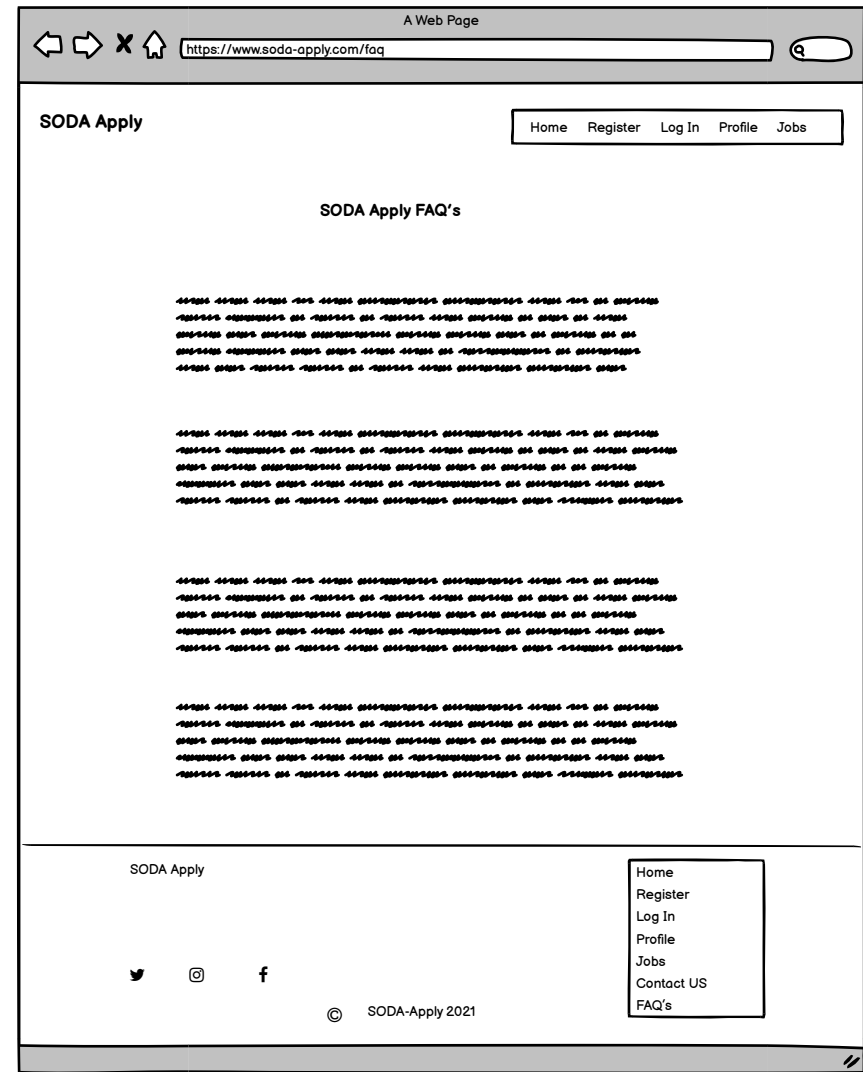 A Web Page
https://www.soda-apply.com/faq
SODA Apply
Home Register Log In Profile Jobs
SODA Apply FAQ's
SODA Apply
Home
Register
Log In
Profile
Jobs
Contact US
FAQ's
© SODA-Apply 2021